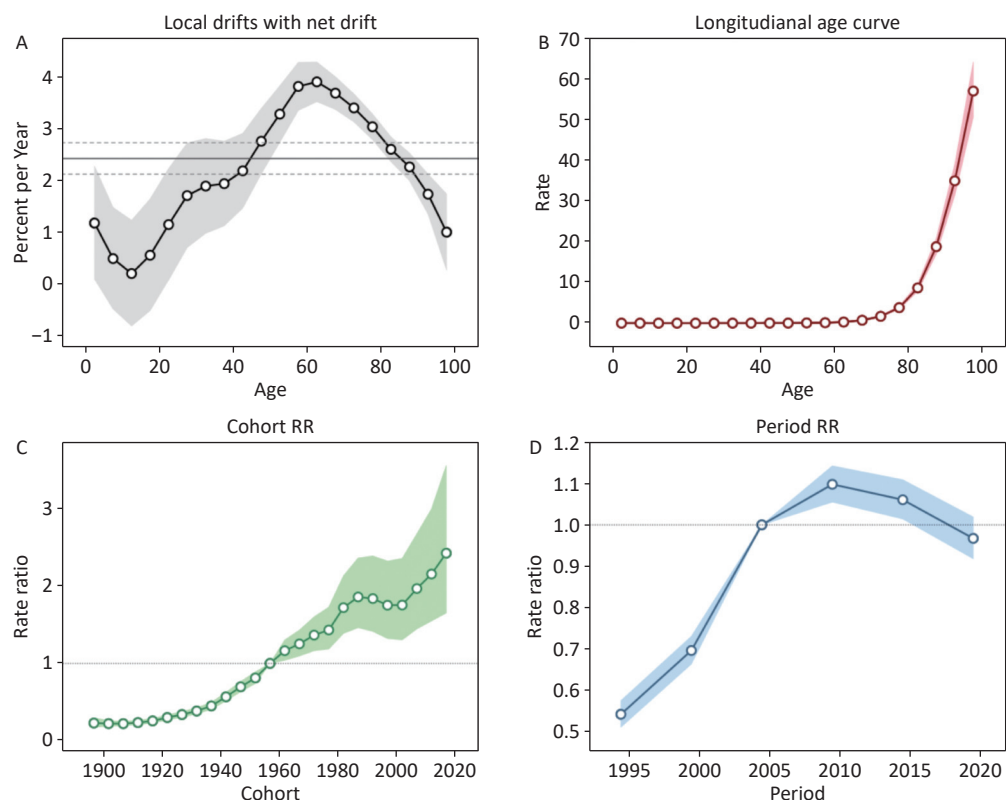 Local drifts with net drift
A
4
3
2
1
0
−1
Percent per Year
0 20 40 60 80 100
Age
Longitudianal age curve
B
70
60
50
40
30
20
10
0
Rate
0 20 40 60 80 100
Age
Cohort RR
C
3
2
1
0
Rate ratio
1900 1920 1940 1960 1980 2000 2020
Cohort
Period RR
D
1.2
1.1
1.0
0.9
0.8
0.7
0.6
0.5
Rate ratio
1995 2000 2005 2010 2015 2020
Period